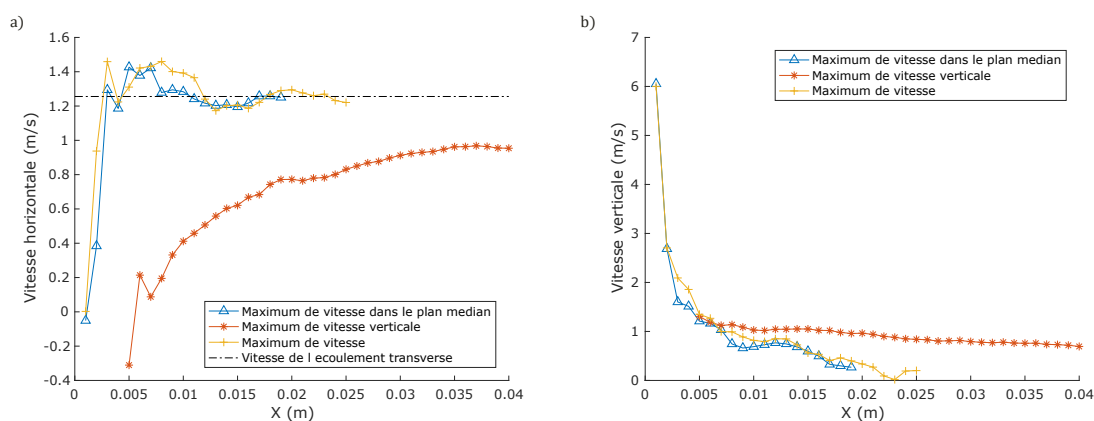 a)
b)
1.6
1.4
1.2
1
0.8
0.6
0.4
0.2
0
-0.2
-0.4
Vitesse horizontale (m/s)
Maximum de vitesse dans le plan median
Maximum de vitesse verticale
Maximum de vitesse
Vitesse de l ecoulement transverse
0 0.005 0.01 0.015 0.02 0.025 0.03 0.035 0.04
X (m)
7
6
5
4
3
2
1
0
Vitesse verticale (m/s)
Maximum de vitesse dans le plan median
Maximum de vitesse verticale
Maximum de vitesse
0 0.005 0.01 0.015 0.02 0.025 0.03 0.035 0.04
X (m)